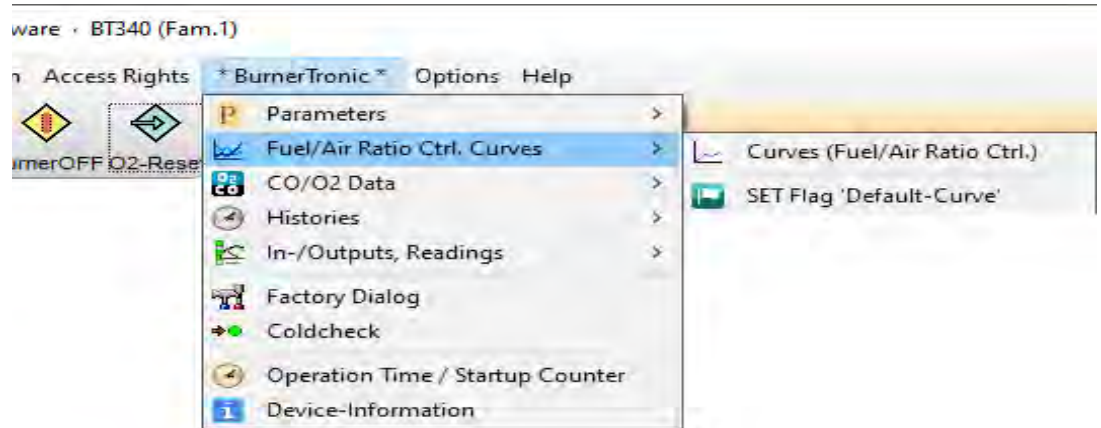 ware · BT340 (Fam.1)
Access Rights * BurnerTronic * Options Help
urnerOFF O2-Rese
P Parameters >
Fuel/Air Ratio Ctrl. Curves >
Curves (Fuel/Air Ratio Ctrl.)
O2 CO CO/O2 Data >
SET Flag 'Default-Curve'
Histories >
In-/Outputs, Readings >
Factory Dialog
Coldcheck
Operation Time / Startup Counter
i Device-Information